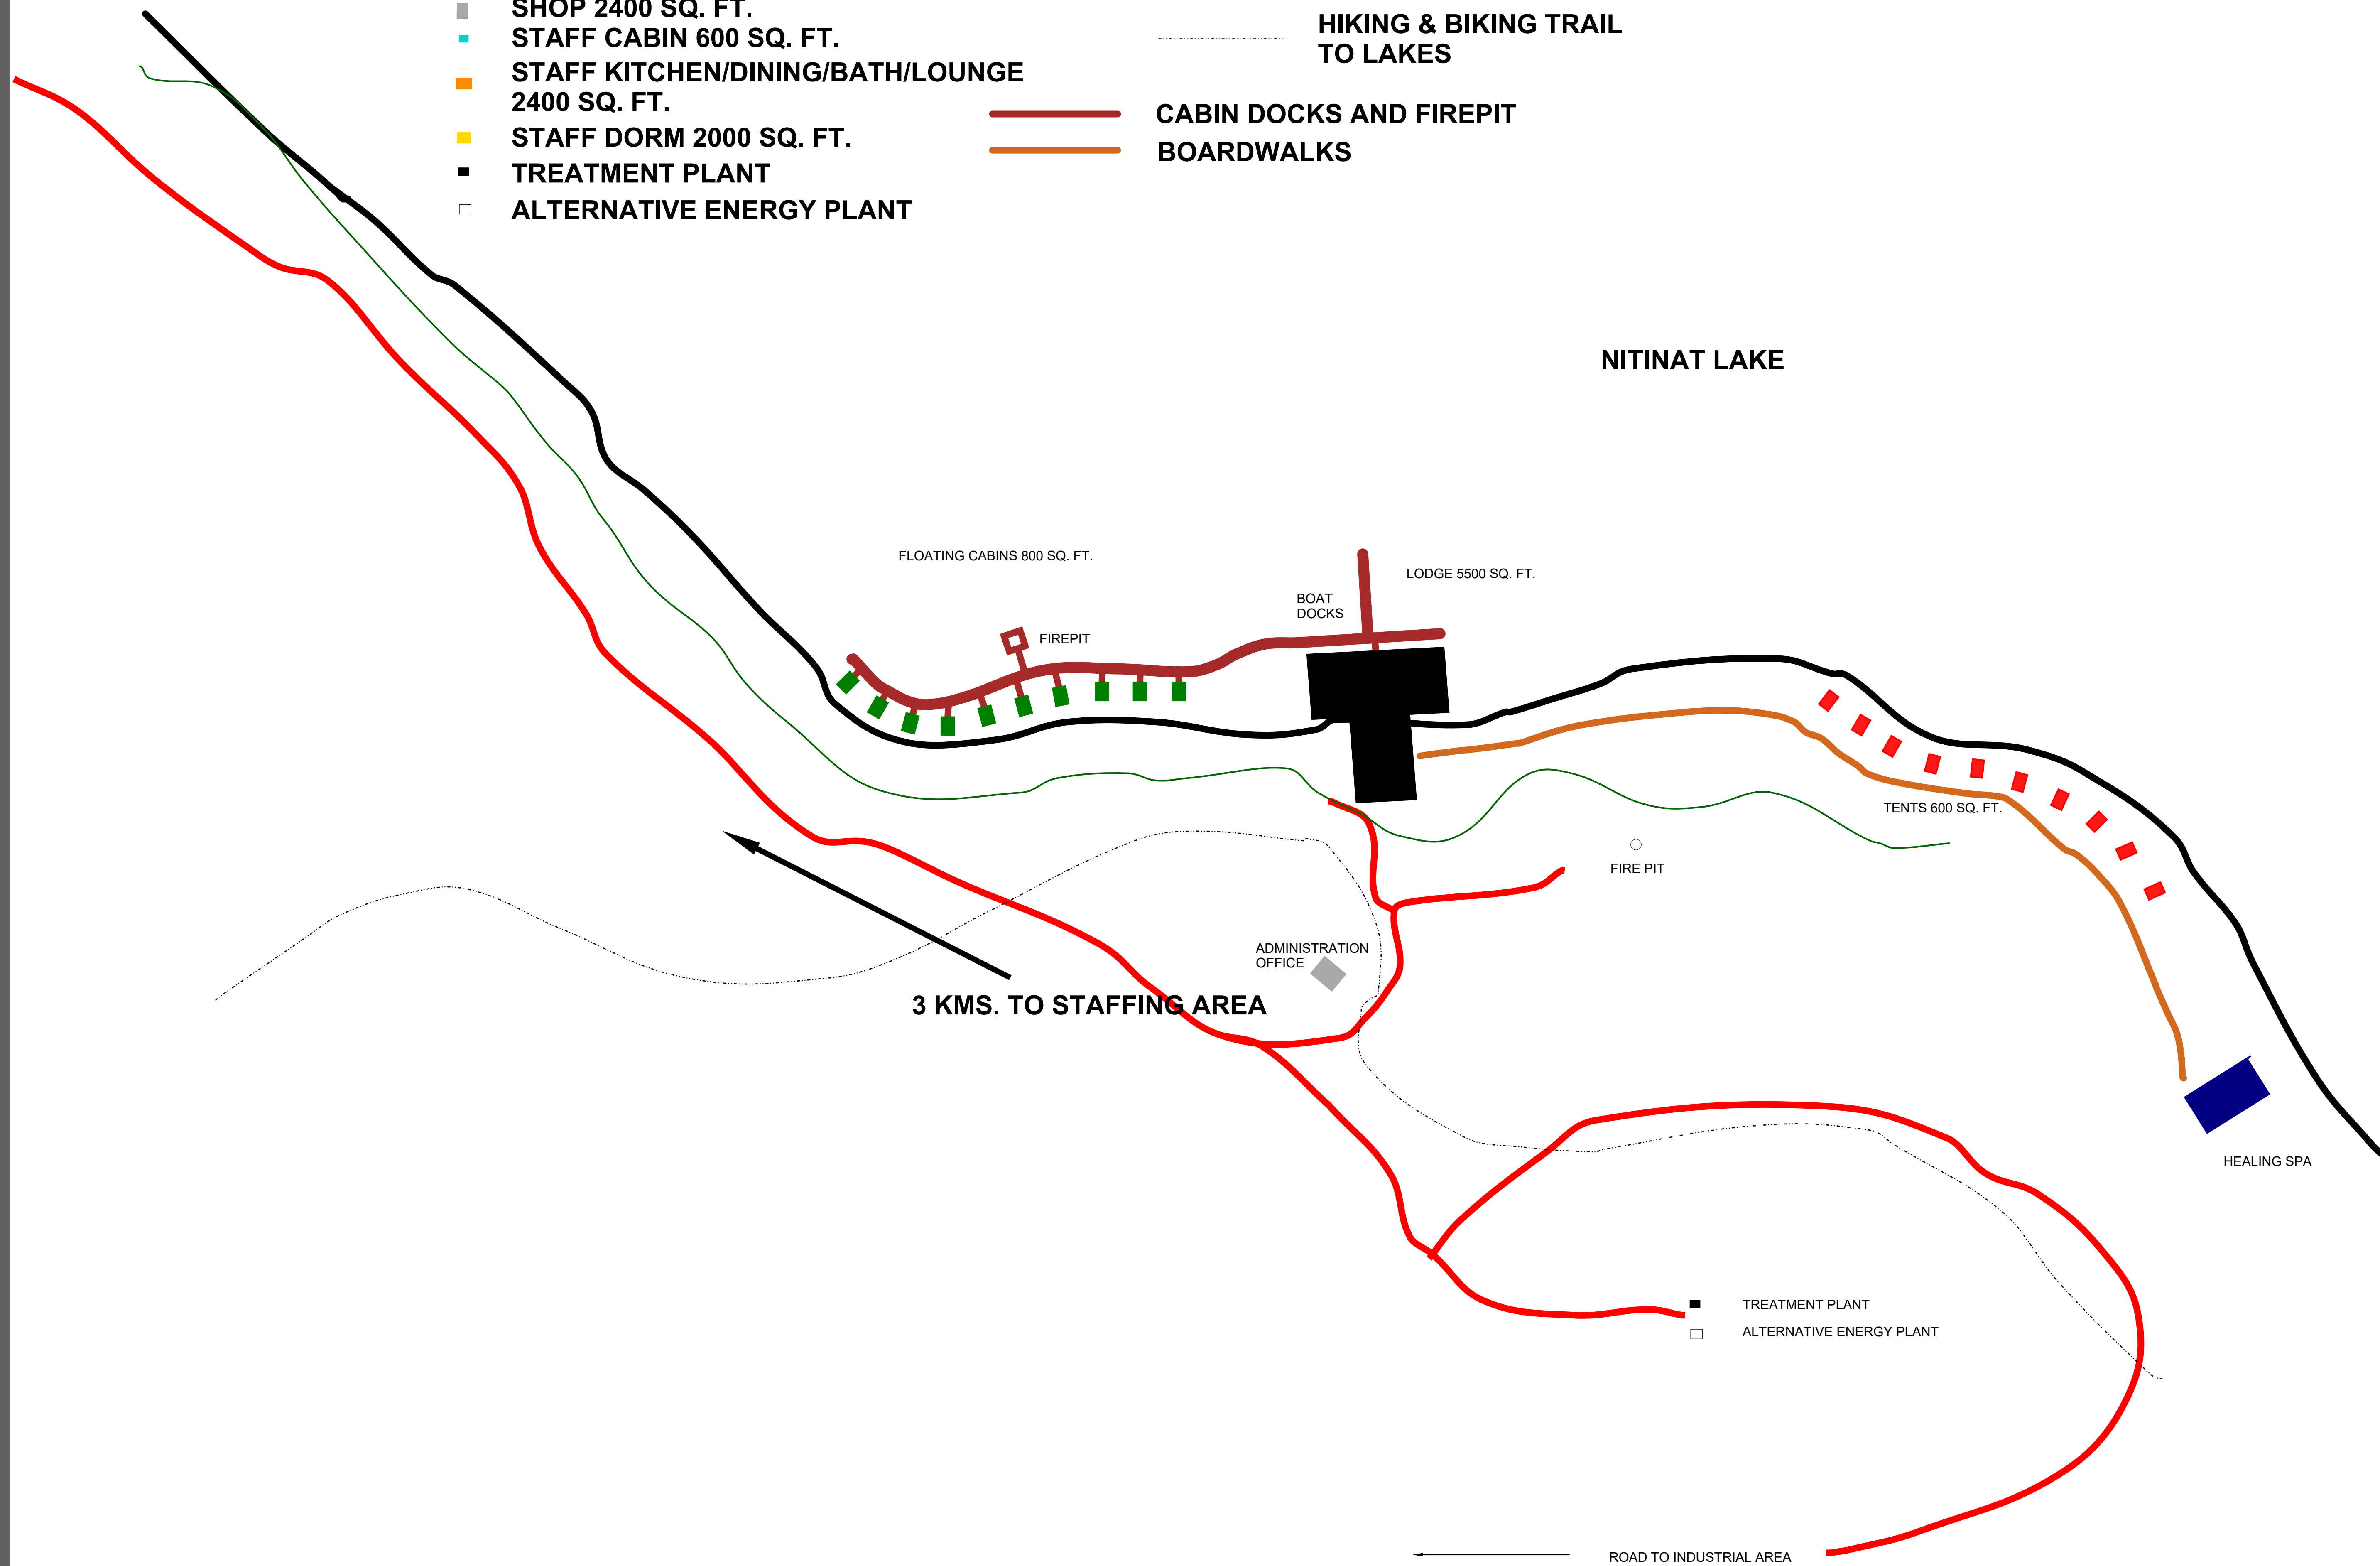 SHOP 2400 SQ. FT.
STAFF CABIN 600 SQ. FT.
STAFF KITCHEN/DINING/BATH/LOUNGE
2400 SQ. FT.
STAFF DORM 2000 SQ. FT.
TREATMENT PLANT
ALTERNATIVE ENERGY PLANT
HIKING & BIKING TRAIL
TO LAKES
CABIN DOCKS AND FIREPIT
BOARDWALKS
NITINAT LAKE
FLOATING CABINS 800 SQ. FT.
LODGE 5500 SQ. FT.
BOAT
DOCKS
FIREPIT
TENTS 600 SQ. FT.
FIRE PIT
ADMINISTRATION
OFFICE
3 KMS. TO STAFFING AREA
HEALING SPA
TREATMENT PLANT
ALTERNATIVE ENERGY PLANT
ROAD TO INDUSTRIAL AREA